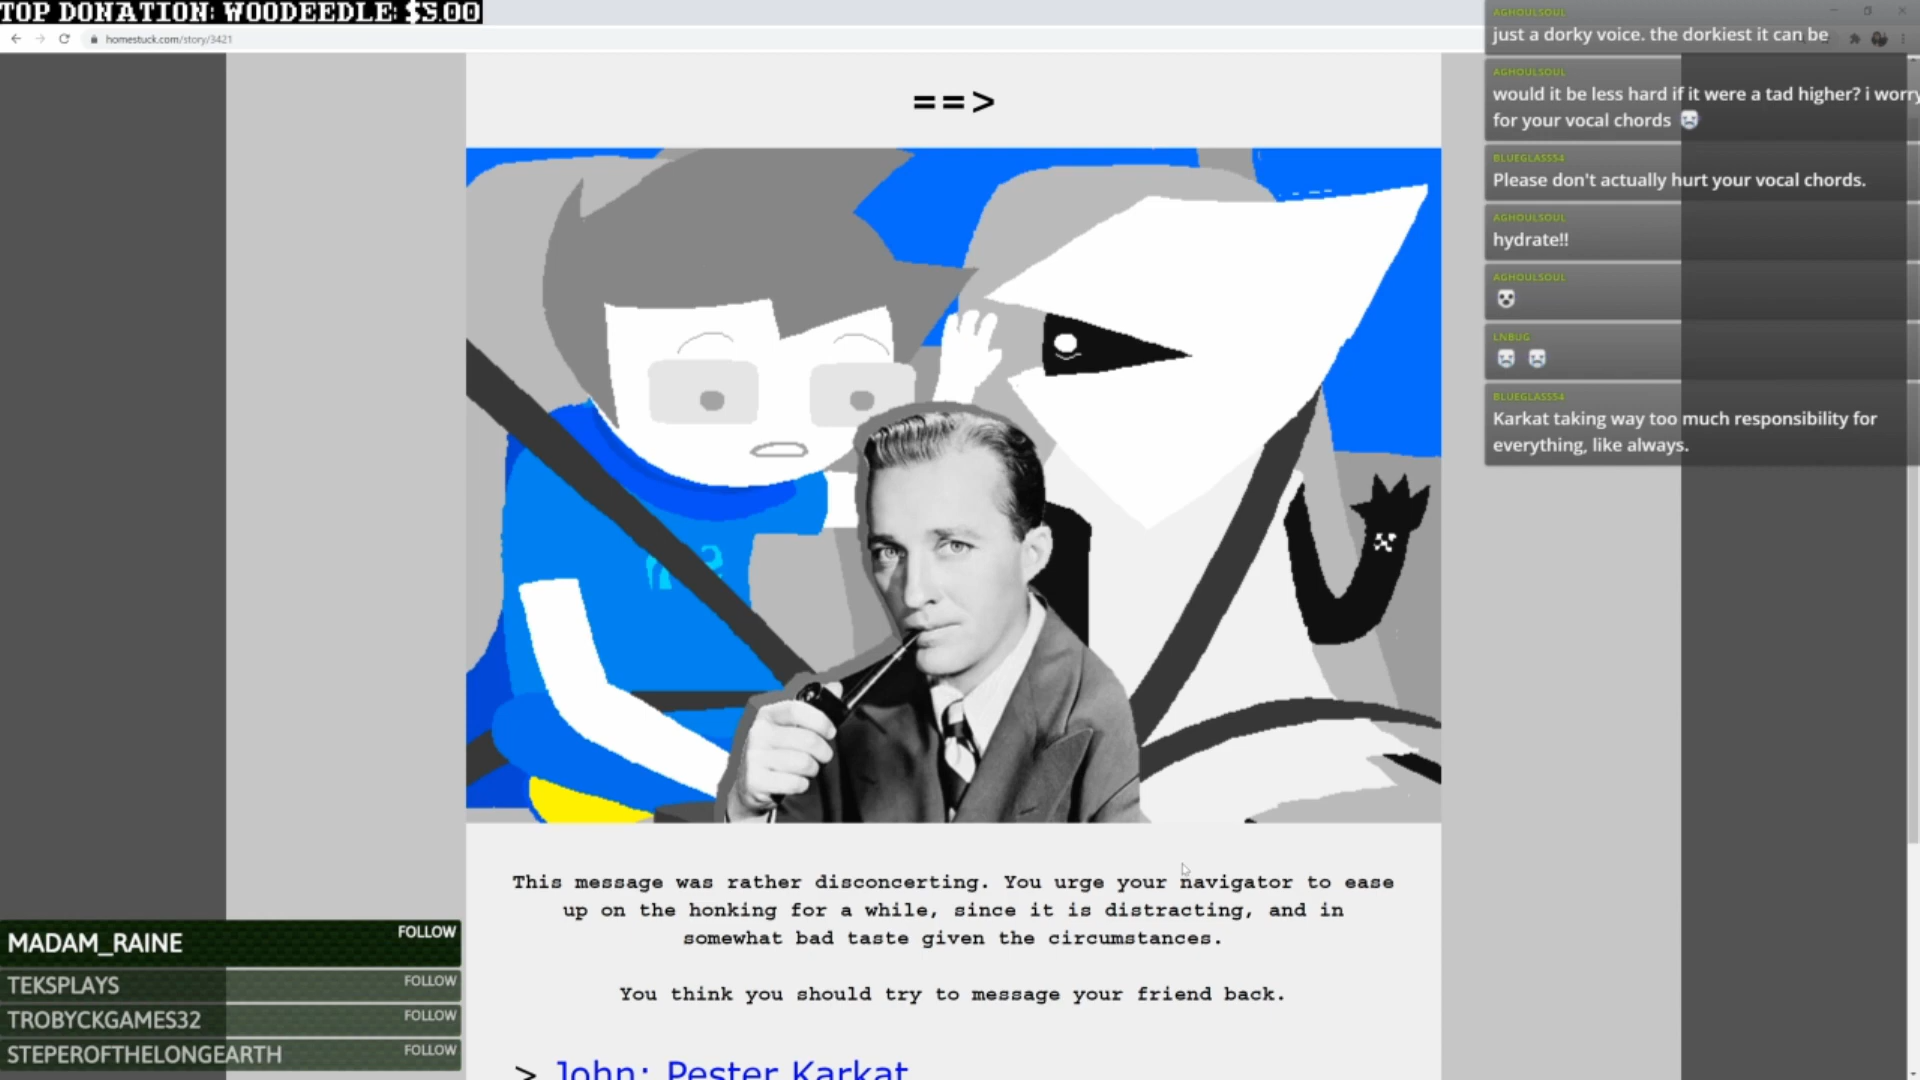 TOP DONATION: WOODEEDLE: $5.00
homestuck.com/story/3421
==>
This message was rather disconcerting. You urge your navigator to ease
up on the honking for a while, since it is distracting, and in
somewhat bad taste given the circumstances.
You think you should try to message your friend back.
> John: Pester Karkat
AGHOULSOUL
just a dorky voice. the dorkiest it can be
AGHOULSOUL
would it be less hard if it were a tad higher? i worry
for your vocal chords
BLUEGLASS54
Please don't actually hurt your vocal chords.
AGHOULSOUL
hydrate!!
AGHOULSOUL
LNBUG
BLUEGLASS54
Karkat taking way too much responsibility for
everything, like always.
MADAM_RAINE FOLLOW
TEKSPLAYS FOLLOW
TROBYCKGAMES32 FOLLOW
STEPEROFTHELONGEARTH FOLLOW